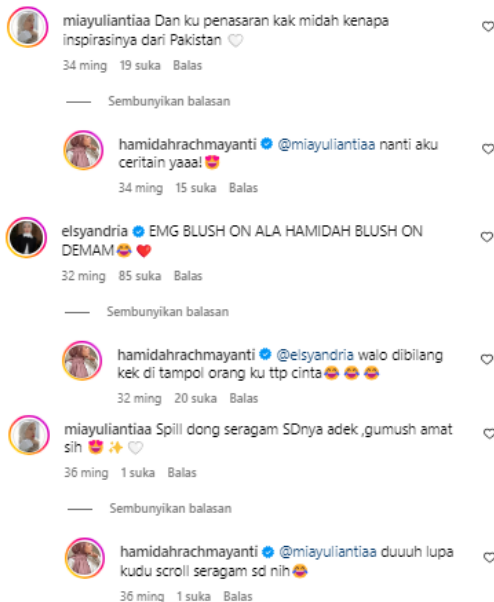 miayuliantiaa Dan ku penasaran kak midah kenapa
inspirasinya dari Pakistan 🤍
34 ming 19 suka Balas
Sembunyikan balasan
hamidahrachmayanti @miayuliantiaa nanti aku
ceritain yaaa!😍
34 ming 15 suka Balas
elsyandria EMG BLUSH ON ALA HAMIDAH BLUSH ON
DEMAM😂❤️
32 ming 85 suka Balas
Sembunyikan balasan
hamidahrachmayanti @elsyandria walo dibilang
kek di tampol orang ku ttp cinta😂😂😂
32 ming 20 suka Balas
miayuliantiaa Spill dong seragam SDnya adek ,gumush amat
sih 😍✨🤍
36 ming 1 suka Balas
Sembunyikan balasan
hamidahrachmayanti @miayuliantiaa duuuh lupa
kudu scroll seragam sd nih😂
36 ming 1 suka Balas